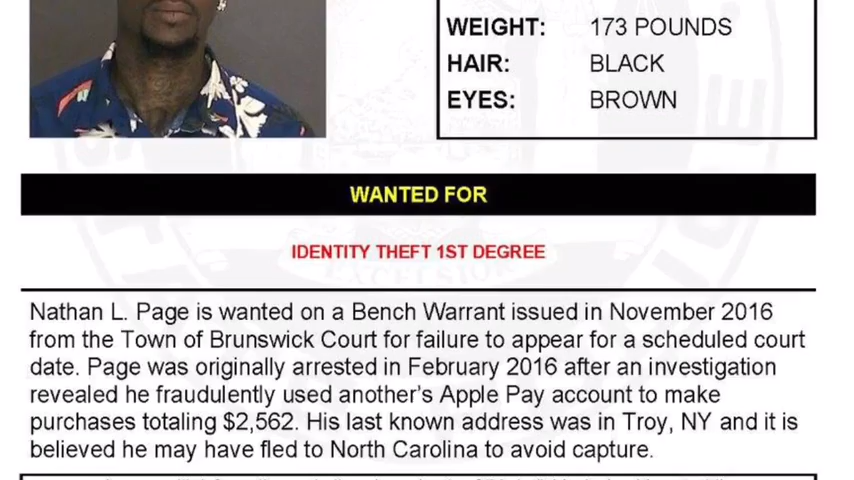 WEIGHT: 173 POUNDS
HAIR: BLACK
EYES: BROWN
WANTED FOR
IDENTITY THEFT 1ST DEGREE
EXCELSIOR
Nathan L. Page is wanted on a Bench Warrant issued in November 2016
from the Town of Brunswick Court for failure to appear for a scheduled court
date. Page was originally arrested in February 2016 after an investigation
revealed he fraudulently used another's Apple Pay account to make
purchases totaling $2,562. His last known address was in Troy, NY and it is
believed he may have fled to North Carolina to avoid capture.